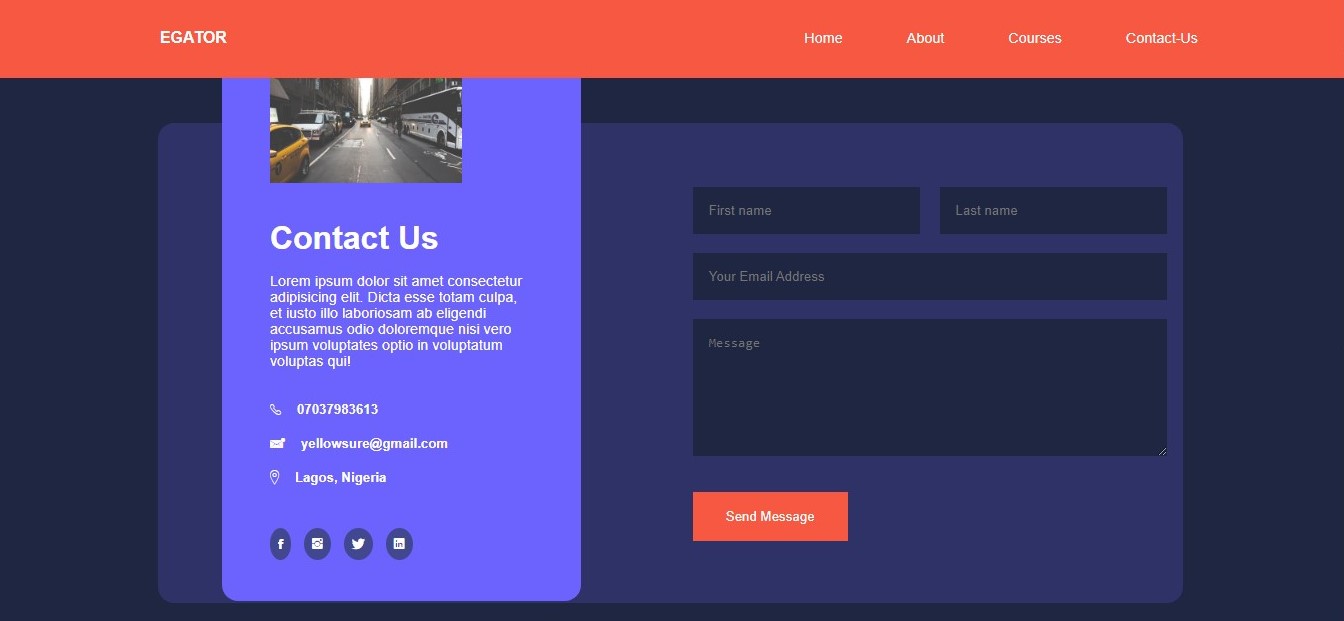 EGATOR
Home
About
Courses
Contact-Us
Contact Us
Lorem ipsum dolor sit amet consectetur
adipisicing elit. Dicta esse totam culpa,
et iusto illo laboriosam ab eligendi
accusamus odio doloremque nisi vero
ipsum voluptates optio in voluptatum
voluptas qui!
07037983613
yellowsure@gmail.com
Lagos, Nigeria
First name
Last name
Your Email Address
Message
Send Message